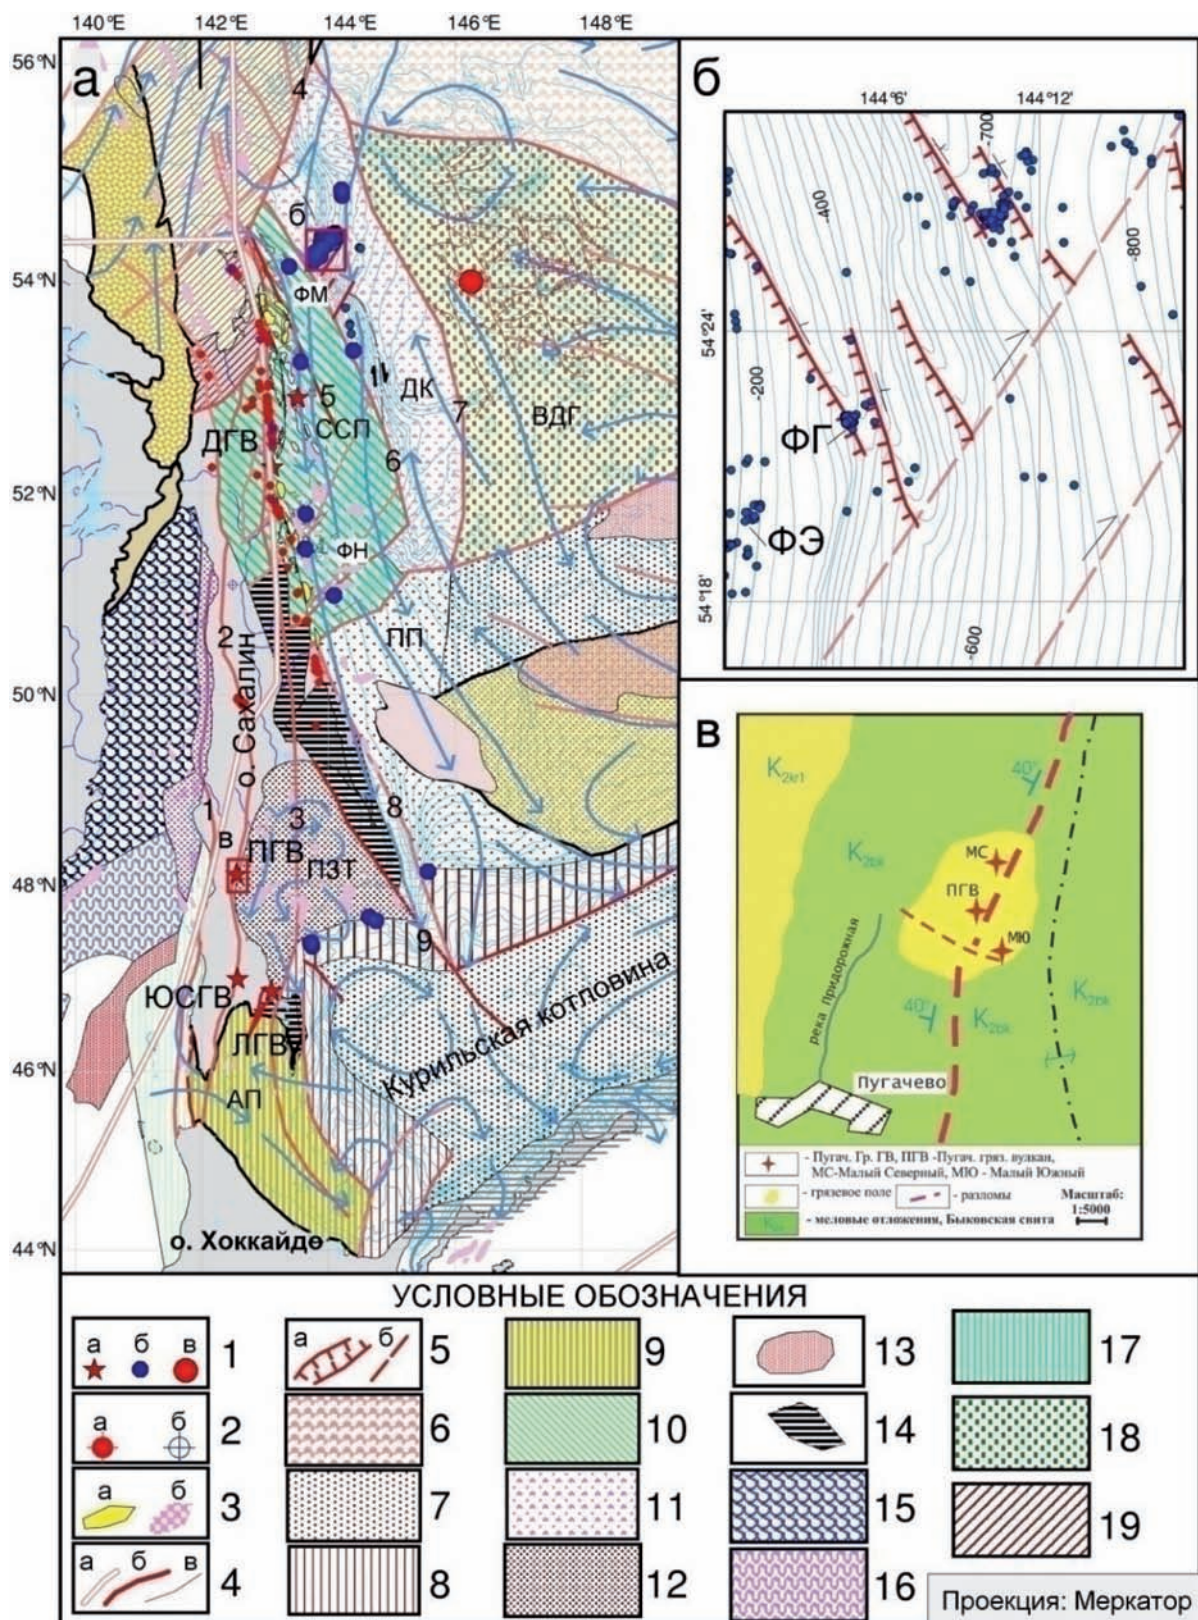 140°E
142°E
144°E
146°E
148°E
56°N
54°N
52°N
50°N
48°N
46°N
44°N
а
4
б
ФМ
5
ДК
7
ССП
ВДГ
ДГВ
6
ФН
ПП
2
о. Сахалин
1
в
3
8
ПГВ
ПЗТ
9
ЮСГВ
ЛГВ
АП
Курильская котловина
о. Хоккайдо
б
144°6'
144°12'
54°24'
54°18'
-700
-400
-800
-200
-600
ФГ
ФЭ
в
40°
МС
K2bk
ПГВ
МЮ
река Придорожная
40°
K2bk
K2bk
Пугачево
- Пугач. Гр. ГВ, ПГВ -Пугач. гряз. вулкан,
МС-Малый Северный, МЮ - Малый Южный
- грязевое поле
- разломы
Масштаб:
1:5000
- меловые отложения, Быковская свита
УСЛОВНЫЕ ОБОЗНАЧЕНИЯ
а б в 1
а б 2
а б 3
а б в 4
а б 5
6
7
8
9
10
11
12
13
14
15
16
17
18
19
Проекция: Меркатор